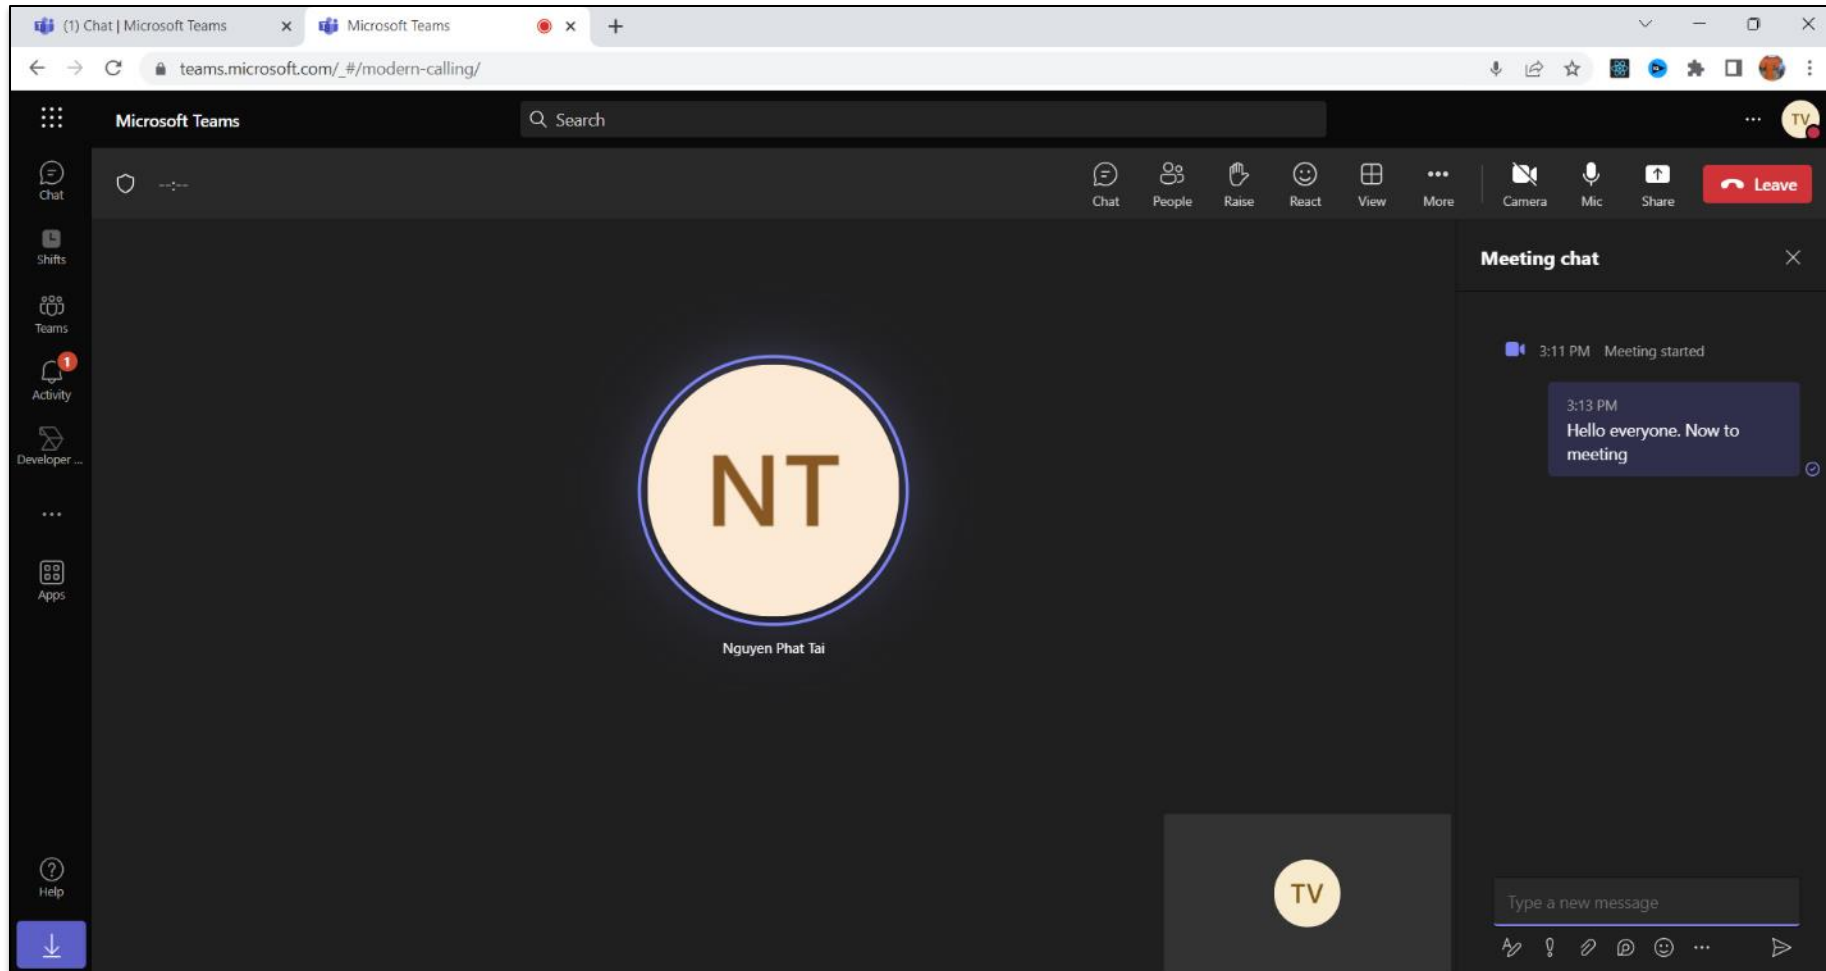 (1) Chat | Microsoft Teams
Microsoft Teams
teams.microsoft.com/_#/modern-calling/
Microsoft Teams
Search
TV
Chat
Shifts
Teams
1
Activity
Developer ...
Apps
Help
--:--
Chat
People
Raise
React
View
More
Camera
Mic
Share
Leave
NT
Nguyen Phat Tai
TV
Meeting chat
3:11 PM Meeting started
3:13 PM
Hello everyone. Now to
meeting
Type a new message